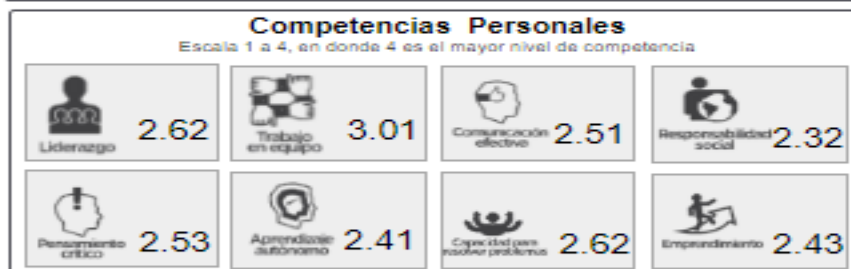 Competencias Personales
Escala 1 a 4, en donde 4 es el mayor nivel de competencia
Liderazgo 2.62
Trabajo
en equipo 3.01
Comunicación
efectiva 2.51
Responsabilidad
social 2.32
Pensamiento
crítico 2.53
Aprendizaje
autónomo 2.41
Capacidad para
resolver problemas 2.62
Emprendimiento 2.43